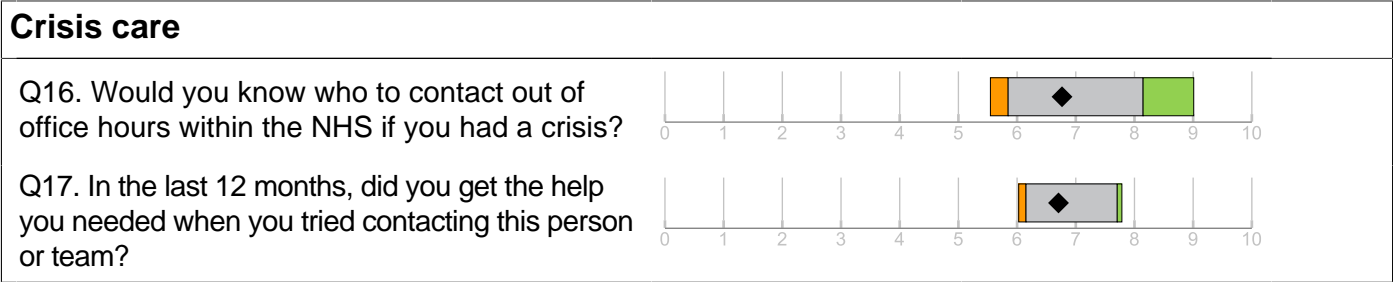 Crisis care
Q16. Would you know who to contact out of
office hours within the NHS if you had a crisis?
0 1 2 3 4 5 6 7 8 9 10
Q17. In the last 12 months, did you get the help
you needed when you tried contacting this person
or team?
0 1 2 3 4 5 6 7 8 9 10